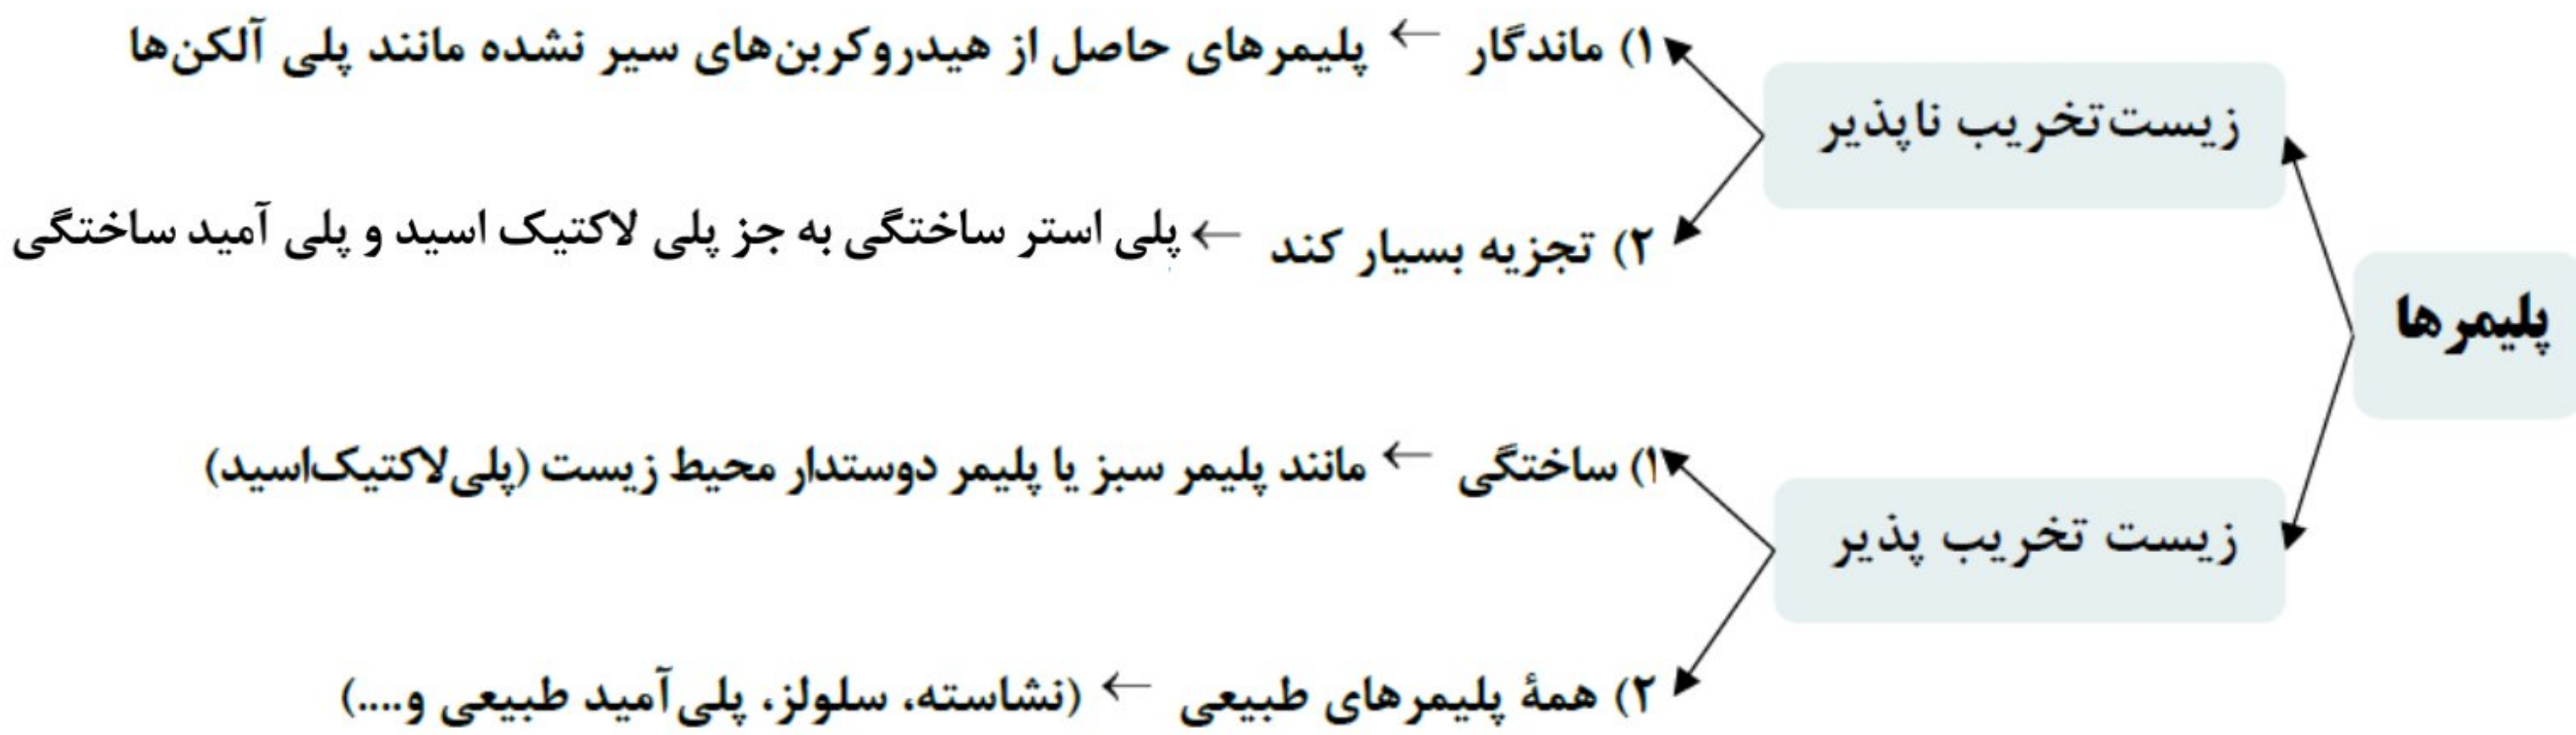 ۱) ماندگار ← پلیمرهای حاصل از هیدروکربن‌های سیر نشده مانند پلی آلکن‌ها
زیست‌تخریب ناپذیر
۲) تجزیه بسیار کند ← پلی استر ساختگی به جز پلی لاکتیک اسید و پلی آمید ساختگی
پلیمرها
۱) ساختگی ← مانند پلیمر سبز یا پلیمر دوستدار محیط زیست (پلی‌لاکتیک‌اسید)
زیست تخریب پذیر
۲) همهٔ پلیمرهای طبیعی ← (نشاسته، سلولز، پلی‌آمید طبیعی و....)